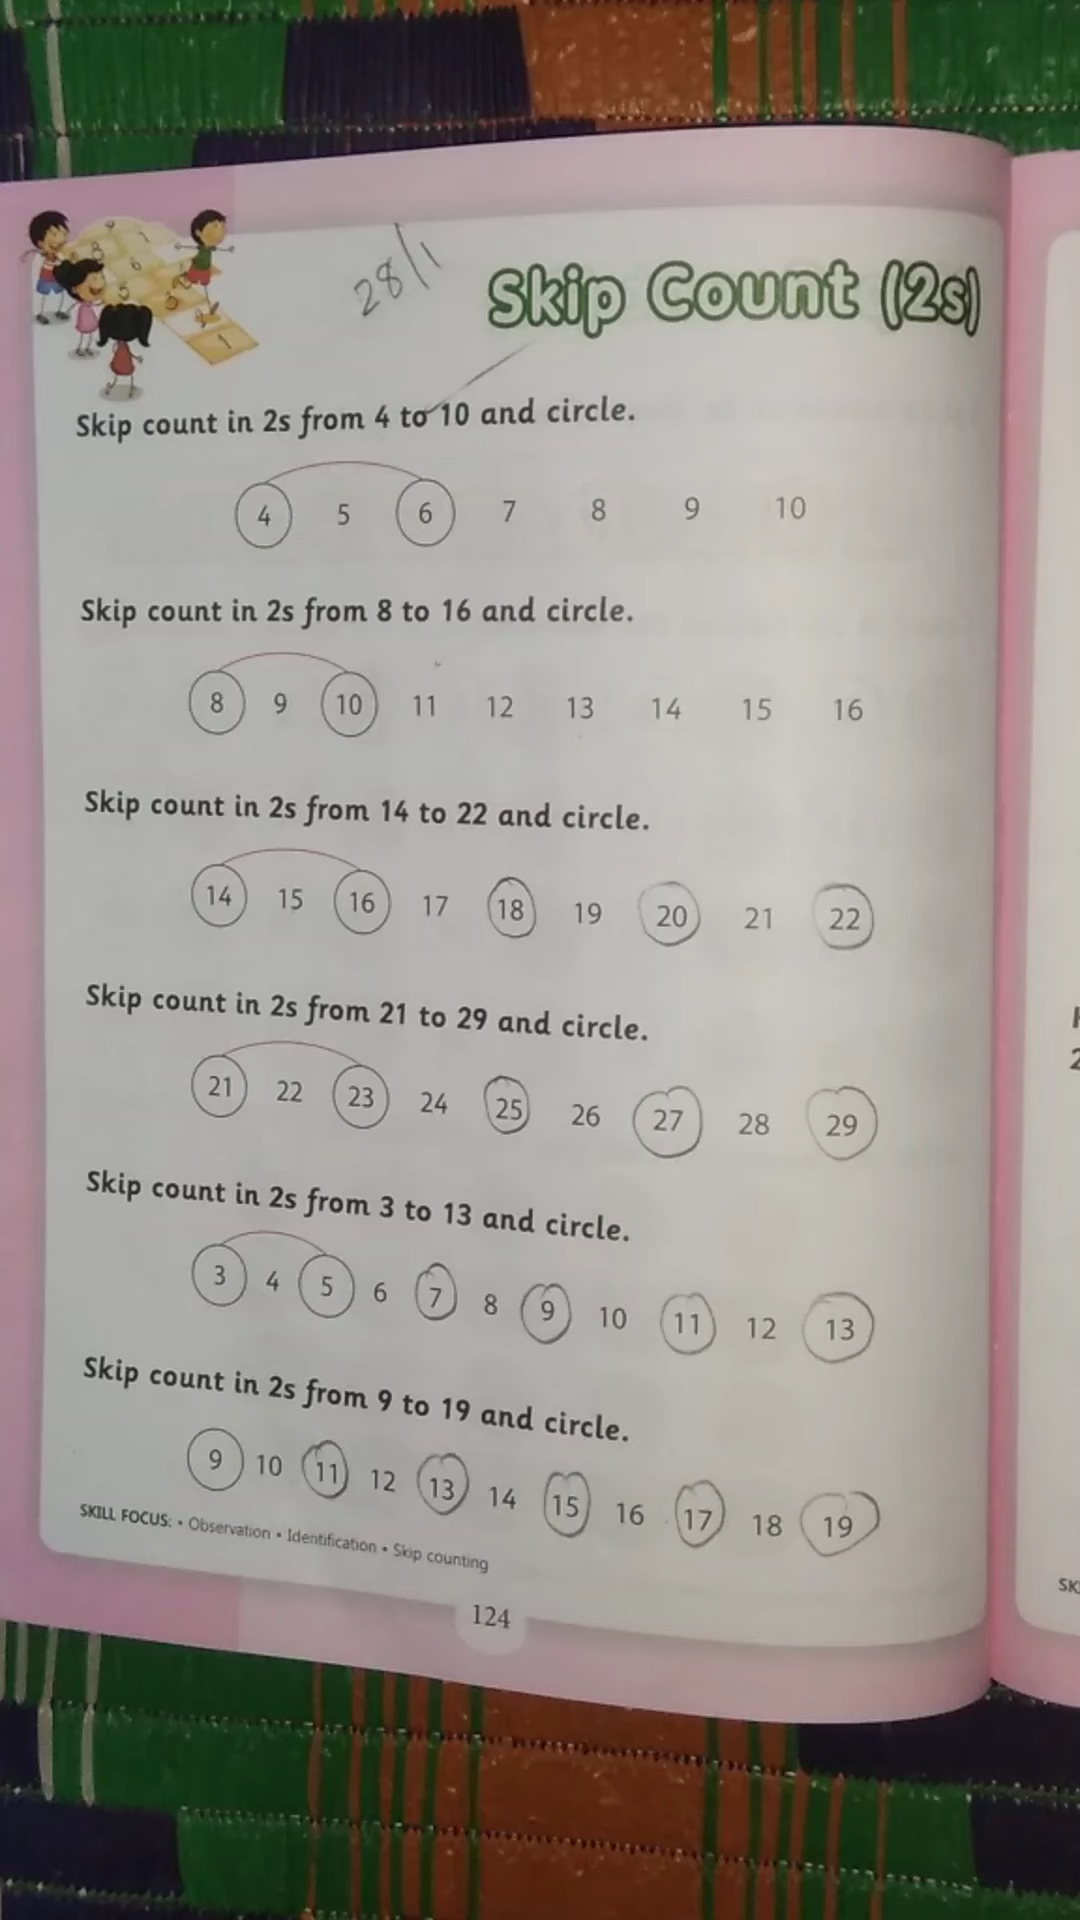 28/1
Skip Count (2s)
Skip count in 2s from 4 to 10 and circle.
4 5 6 7 8 9 10
Skip count in 2s from 8 to 16 and circle.
8 9 10 11 12 13 14 15 16
Skip count in 2s from 14 to 22 and circle.
14 15 16 17 18 19 20 21 22
Skip count in 2s from 21 to 29 and circle.
21 22 23 24 25 26 27 28 29
Skip count in 2s from 3 to 13 and circle.
3 4 5 6 7 8 9 10 11 12 13
Skip count in 2s from 9 to 19 and circle.
9 10 11 12 13 14 15 16 17 18 19
SKILL FOCUS: • Observation • Identification • Skip counting
124